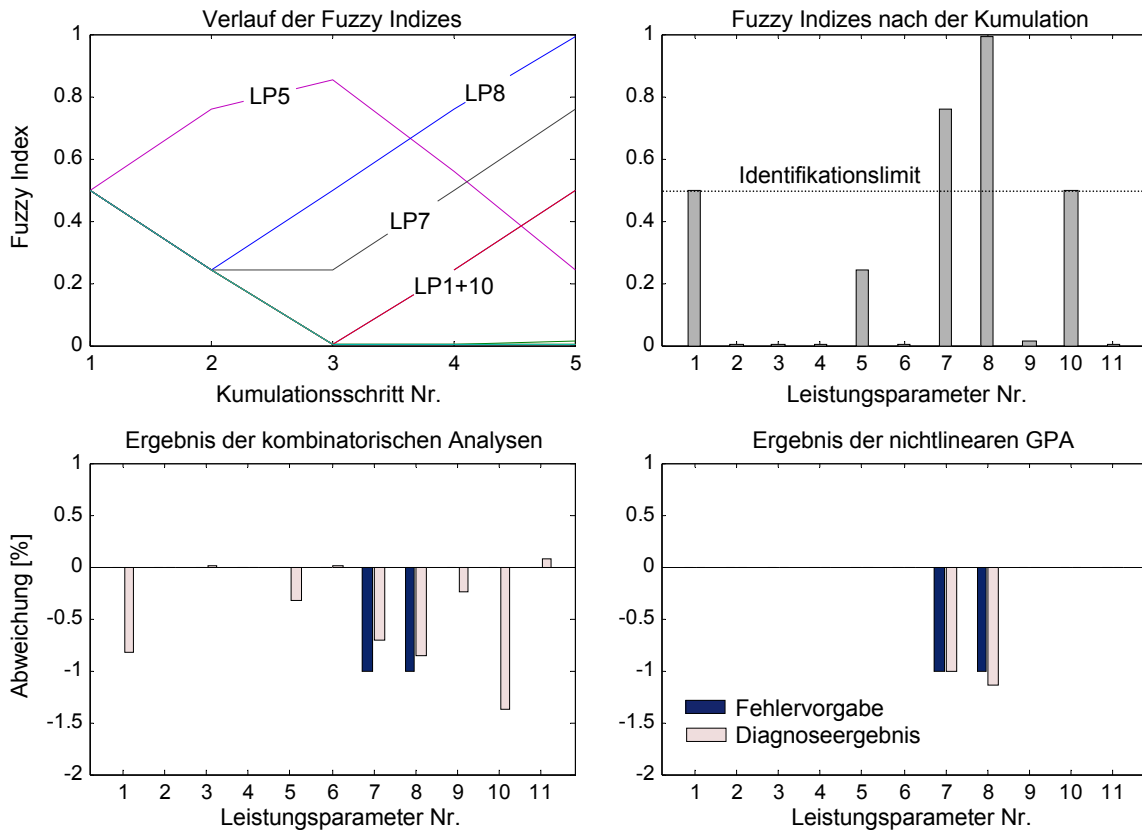 Verlauf der Fuzzy Indizes
Fuzzy Index
1
0.8
0.6
0.4
0.2
0
LP5
LP8
LP7
LP1+10
1 2 3 4 5
Kumulationsschritt Nr.
Fuzzy Indizes nach der Kumulation
1
0.8
0.6
0.4
0.2
0
Identifikationslimit
1 2 3 4 5 6 7 8 9 10 11
Leistungsparameter Nr.
Ergebnis der kombinatorischen Analysen
Abweichung [%]
1
0.5
0
-0.5
-1
-1.5
-2
1 2 3 4 5 6 7 8 9 10 11
Leistungsparameter Nr.
Ergebnis der nichtlinearen GPA
1
0.5
0
-0.5
-1
-1.5
-2
Fehlervorgabe
Diagnoseergebnis
1 2 3 4 5 6 7 8 9 10 11
Leistungsparameter Nr.